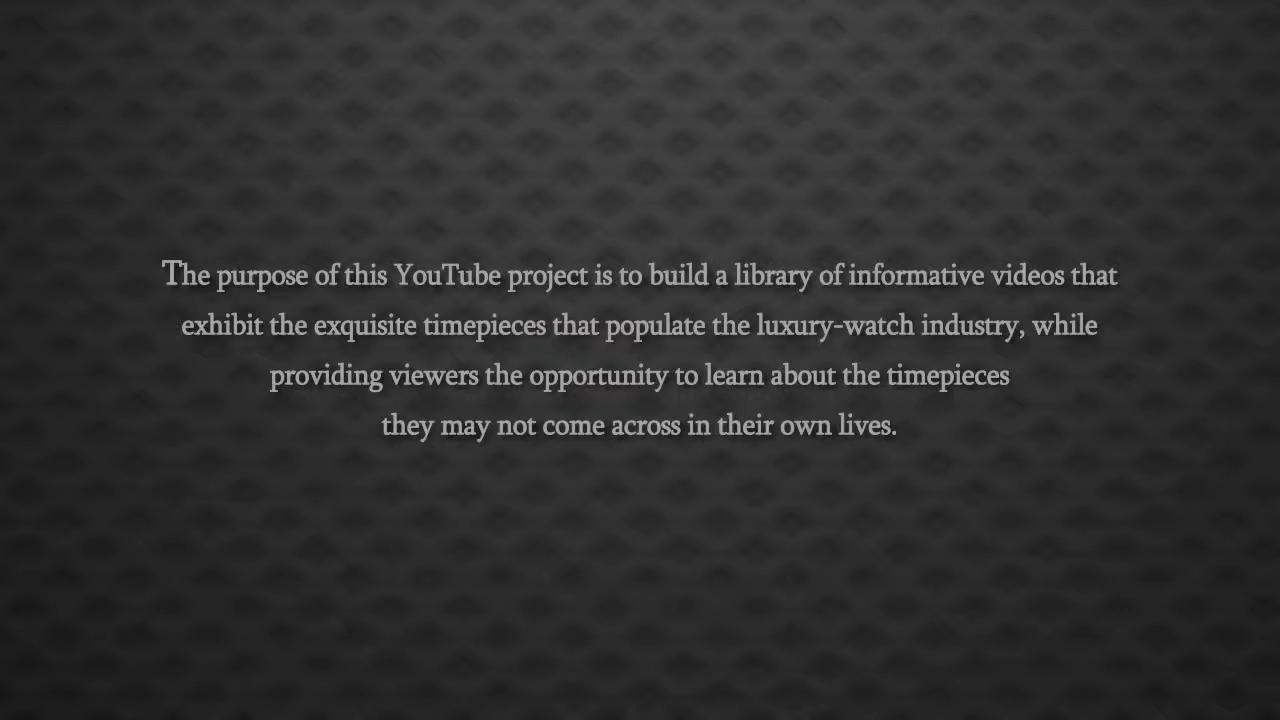 The purpose of this YouTube project is to build a library of informative videos that
exhibit the exquisite timepieces that populate the luxury-watch industry, while
providing viewers the opportunity to learn about the timepieces
they may not come across in their own lives.